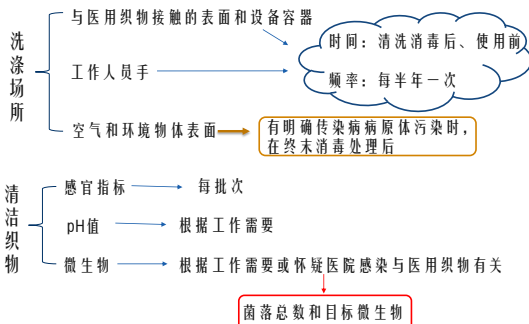 洗涤场所
与医用织物接触的表面和设备容器
工作人员手
时间：清洗消毒后、使用前
频率：每半年一次
空气和环境物体表面
有明确传染病病原体污染时，
在终末消毒处理后
清洁织物
感官指标
每批次
pH值
根据工作需要
微生物
根据工作需要或怀疑医院感染与医用织物有关
菌落总数和目标微生物